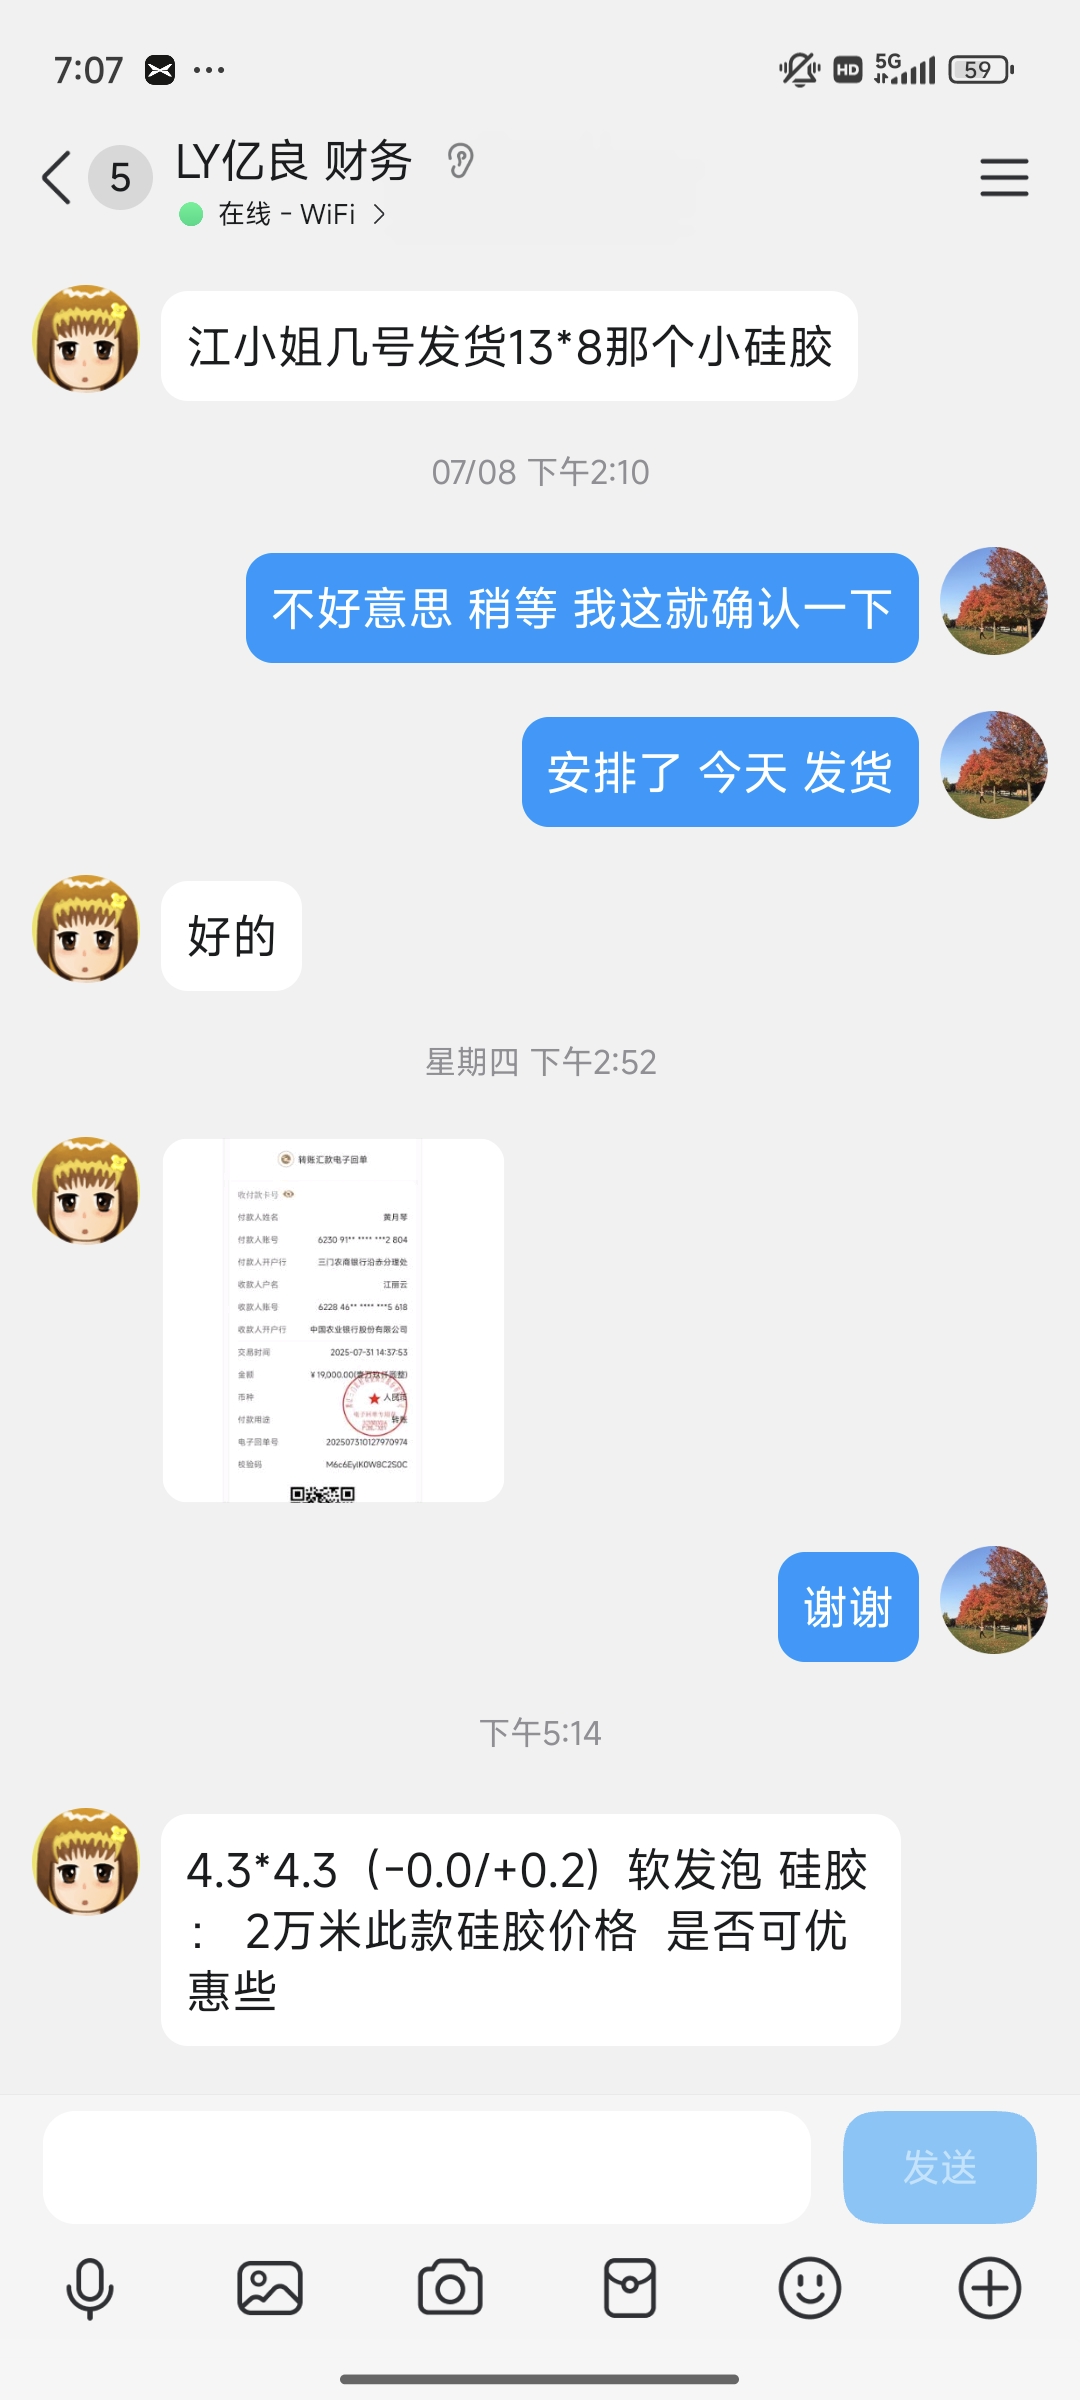 7:07
HD 5G 59
5
LY亿良 财务
在线 - WiFi
江小姐几号发货13*8那个小硅胶
07/08 下午2:10
不好意思 稍等 我这就确认一下
安排了 今天 发货
好的
星期四 下午2:52
转账汇款电子回单
收付款卡号
付款人姓名 黄月琴
付款人账号 6230 91** **** ***2 804
付款人开户行 三门农商银行沿赤分理处
收款人户名 江丽云
收款人账号 6228 46** **** ***5 618
收款人开户行 中国农业银行股份有限公司
交易时间 2025-07-31 14:37:53
金额 ¥19,000.00(壹万玖仟圆整)
币种 人民币
付款用途 转账
电子回单号 202507310127970974
校验码 M6c6EyIK0W8C2S0C
谢谢
下午5:14
4.3*4.3（-0.0/+0.2）软发泡 硅胶
： 2万米此款硅胶价格 是否可优
惠些
发送